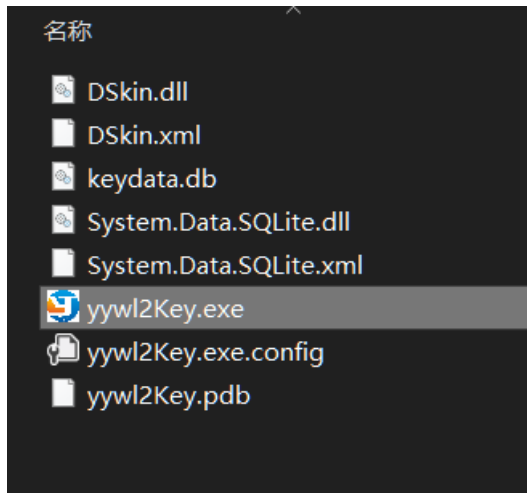 名称
DSkin.dll
DSkin.xml
keydata.db
System.Data.SQLite.dll
System.Data.SQLite.xml
yywl2Key.exe
yywl2Key.exe.config
yywl2Key.pdb